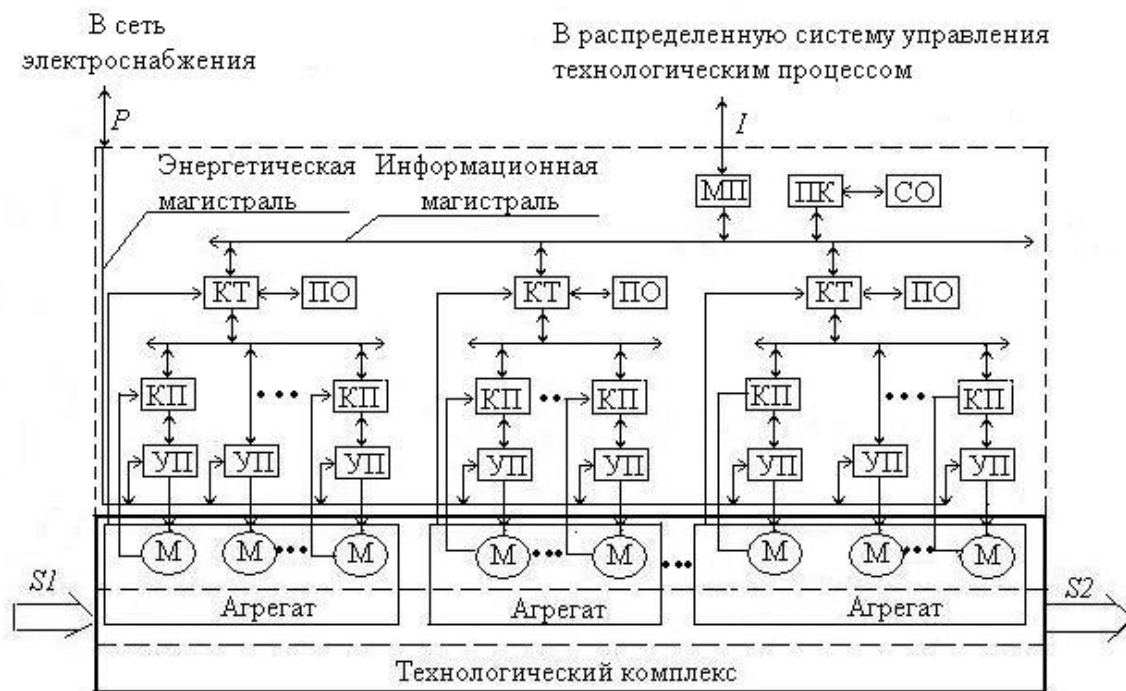 В сеть
электроснабжения
В распределенную систему управления
технологическим процессом
P
I
Энергетическая
магистраль
Информационная
магистраль
МП ПК СО
КТ ПО КТ ПО КТ ПО
КП КП КП КП КП КП
УП УП УП УП УП УП УП УП
М М М М М М М М
S1
S2
Агрегат Агрегат Агрегат
Технологический комплекс